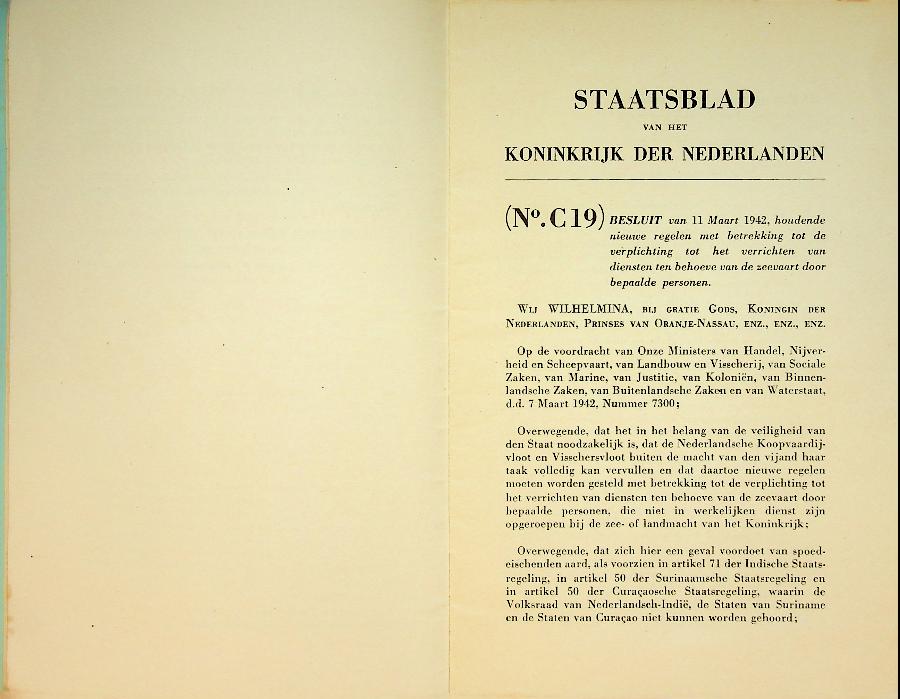 STAATSBLAD
VAN HET
KONINKRIJK DER NEDERLANDEN
(Nº. C 19) BESLUIT van 11 Maart 1942, houdende
nieuwe regelen met betrekking tot de
verplichting tot het verrichten van
diensten ten behoeve van de zeevaart door
bepaalde personen.
WIJ WILHELMINA, BIJ GRATIE GODS, KONINGIN DER
NEDERLANDEN, PRINSES VAN ORANJE-NASSAU, ENZ., ENZ., ENZ.
Op de voordracht van Onze Ministers van Handel, Nijver-
heid en Scheepvaart, van Landbouw en Visscherij, van Sociale
Zaken, van Marine, van Justitie, van Koloniën, van Binnen-
landsche Zaken, van Buitenlandsche Zaken en van Waterstaat,
d.d. 7 Maart 1942, Nummer 7300;
Overwegende, dat het in het belang van de veiligheid van
den Staat noodzakelijk is, dat de Nederlandsche Koopvaardij-
vloot en Visschersvloot buiten de macht van den vijand haar
taak volledig kan vervullen en dat daartoe nieuwe regelen
moeten worden gesteld met betrekking tot de verplichting tot
het verrichten van diensten ten behoeve van de zeevaart door
bepaalde personen, die niet in werkelijken dienst zijn
opgeroepen bij de zee- of landmacht van het Koninkrijk;
Overwegende, dat zich hier een geval voordoet van spoed-
eischenden aard, als voorzien in artikel 71 der Indische Staats-
regeling, in artikel 50 der Surinaamsche Staatsregeling en
in artikel 50 der Curaçaosche Staatsregeling, waarin de
Volksraad van Nederlandsch-Indië, de Staten van Suriname
en de Staten van Curaçao niet kunnen worden gehoord;